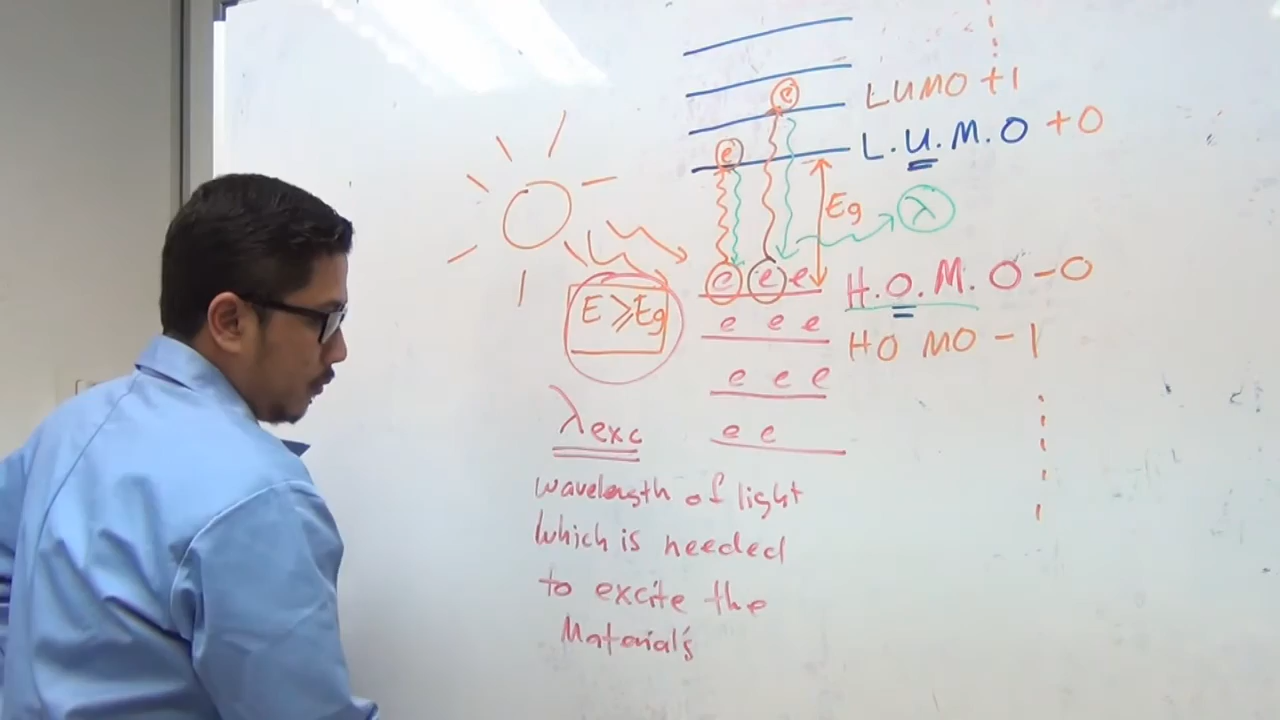 e
LUMO +1
e
L.U.M.O +0
Eg
λ
e e e
H.O.M.O -0
E ≥ Eg
e e e
HO MO -1
e e e
λexc
e e
wavelength of light
which is needed
to excite the
Materials